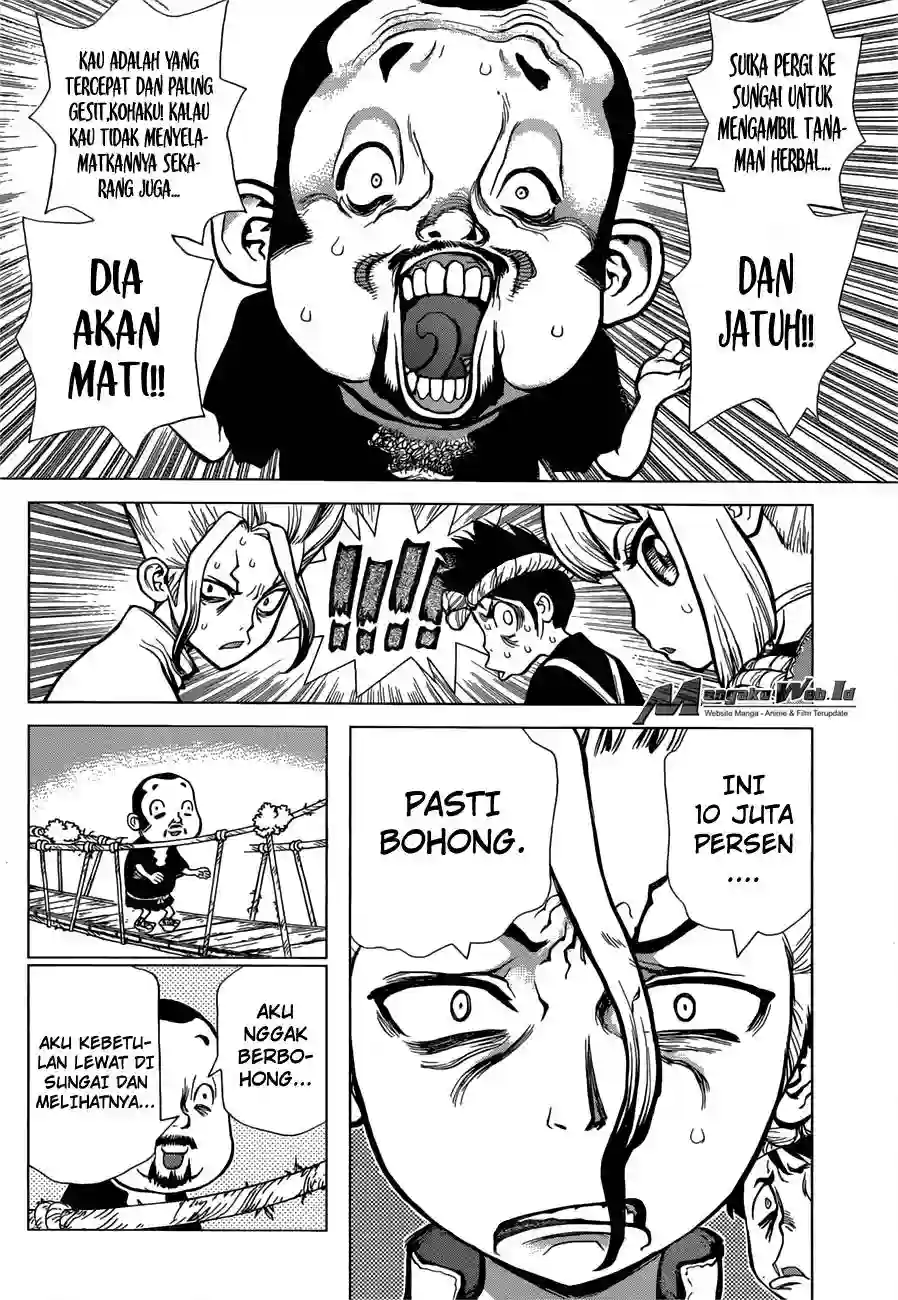 SUIKA PERGI KE
SUNGAI UNTUK
MENGAMBIL TANA-
MAN HERBAL...
DAN
JATUH!!
KAU ADALAH YANG
TERCEPAT DAN PALING
GESIT,KOHAKU! KALAU
KAU TIDAK MENYELA-
MATKANNYA SEKA-
RANG JUGA...
DIA
AKAN
MATI!!
!!!!
Mangaku.Web.Id
Website Manga - Anime & Film Terupdate
INI
10 JUTA
PERSEN
....
PASTI
BOHONG.
AKU
NGGAK
BERBO-
HONG...
AKU KEBETU-
LAN LEWAT DI
SUNGAI DAN
MELIHATNYA...